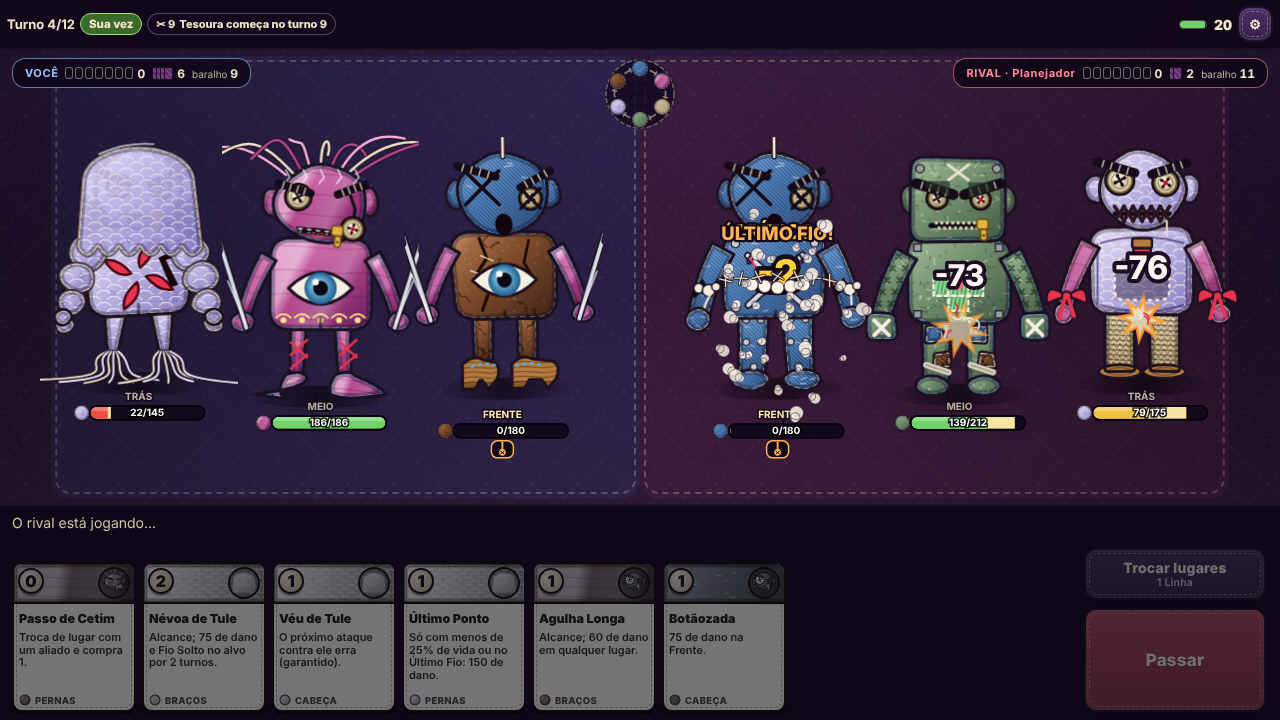 Turno 4/12
Sua vez
✂ 9 Tesoura começa no turno 9
20
VOCÊ 0 6 baralho 9
RIVAL · Planejador 0 2 baralho 11
ÚLTIMO FIO!
-73
-76
TRÁS
22/145
MEIO
186/186
FRENTE
0/180
FRENT
0/180
MEIO
139/212
TRÁS
79/175
O rival está jogando...
0
Passo de Cetim
Troca de lugar com
um aliado e compra
1.
PERNAS
2
Névoa de Tule
Alcance; 75 de dano
e Fio Solto no alvo
por 2 turnos.
BRAÇOS
1
Véu de Tule
O próximo ataque
contra ele erra
(garantido).
CABEÇA
1
Último Ponto
Só com menos de
25% de vida ou no
Último Fio: 150 de
dano.
PERNAS
1
Agulha Longa
Alcance; 60 de dano
em qualquer lugar.
BRAÇOS
1
Botãozada
75 de dano na
Frente.
CABEÇA
Trocar lugares
1 Linha
Passar